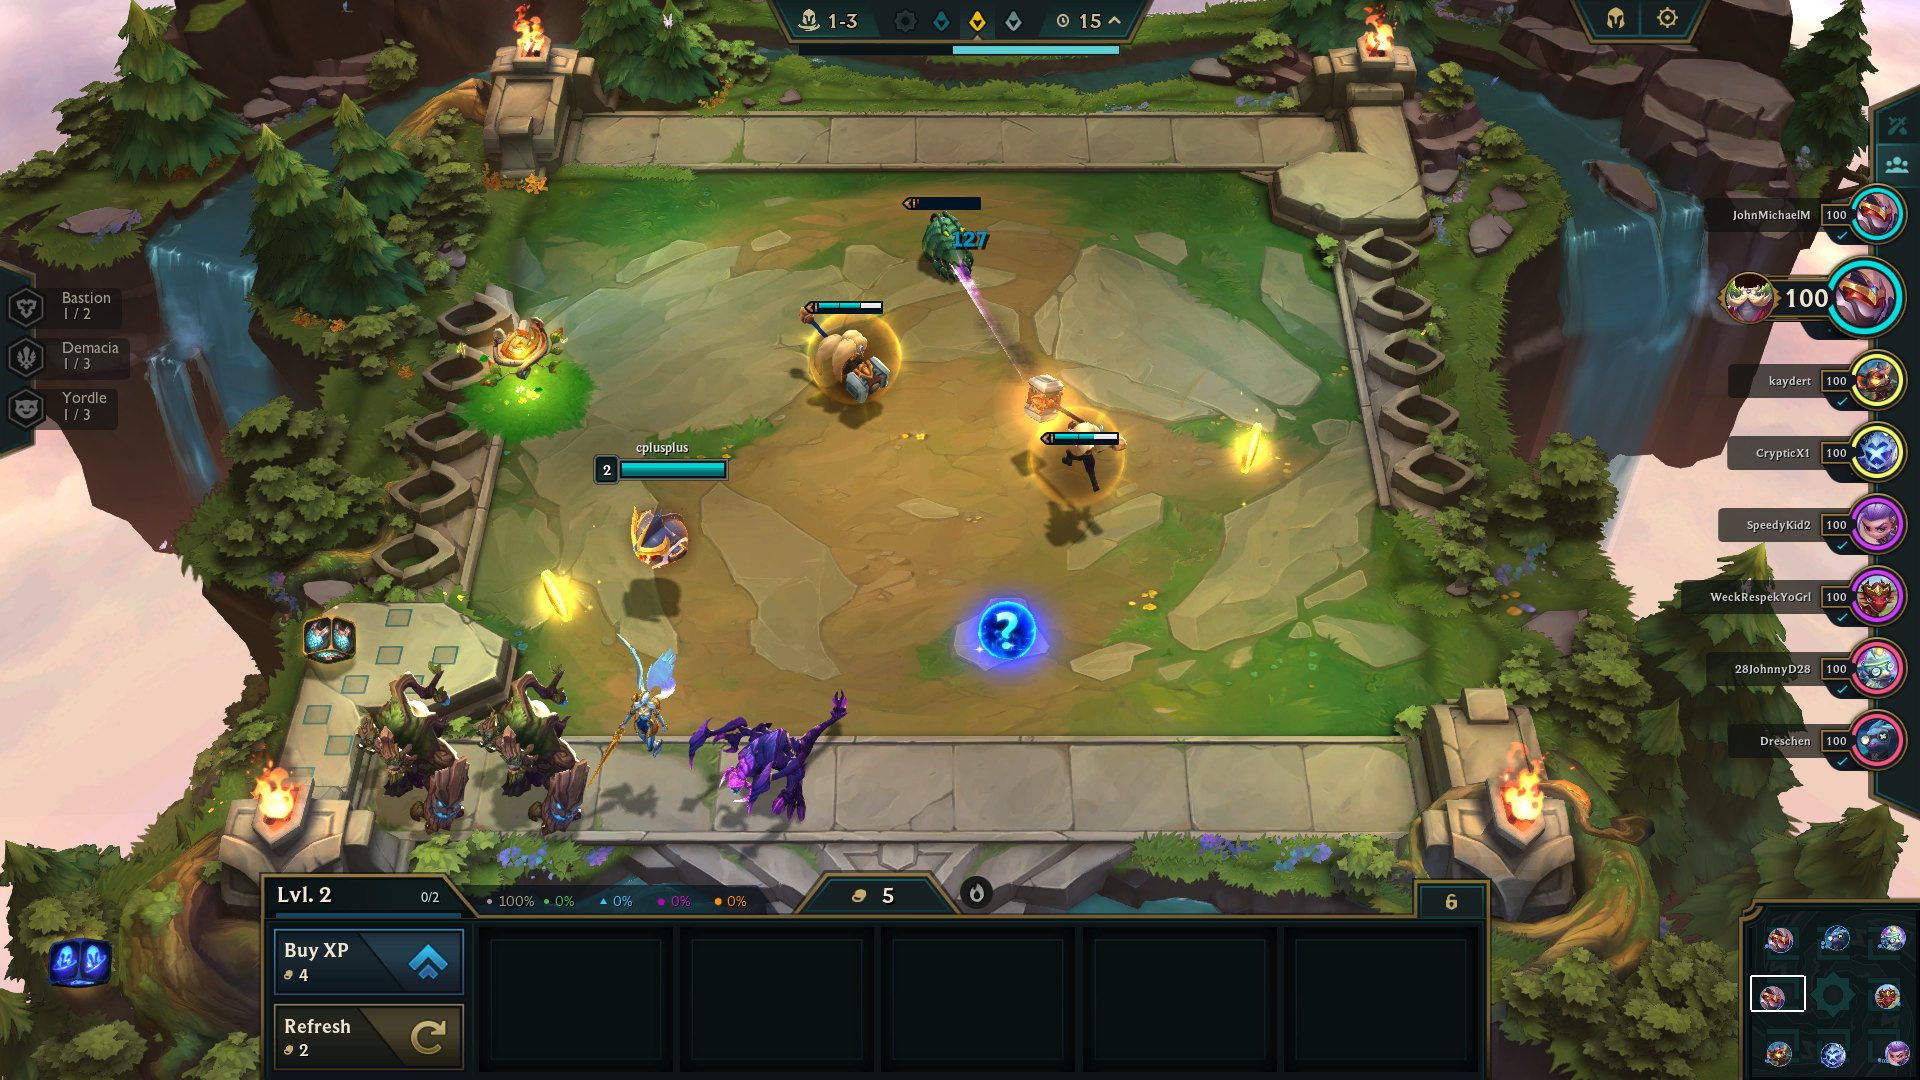 1-3
15
Bastion
1 / 2
Demacia
1 / 3
Yordle
1 / 3
127
cplusplus
2
?
JohnMichaelM 100
100
kaydert 100
CrypticX1 100
SpeedyKid2 100
WeckRespekYoGrl 100
28JohnnyD28 100
Dreschen 100
Lvl. 2
0/2
100% 0% 0% 0% 0%
5
6
Buy XP
4
Refresh
2